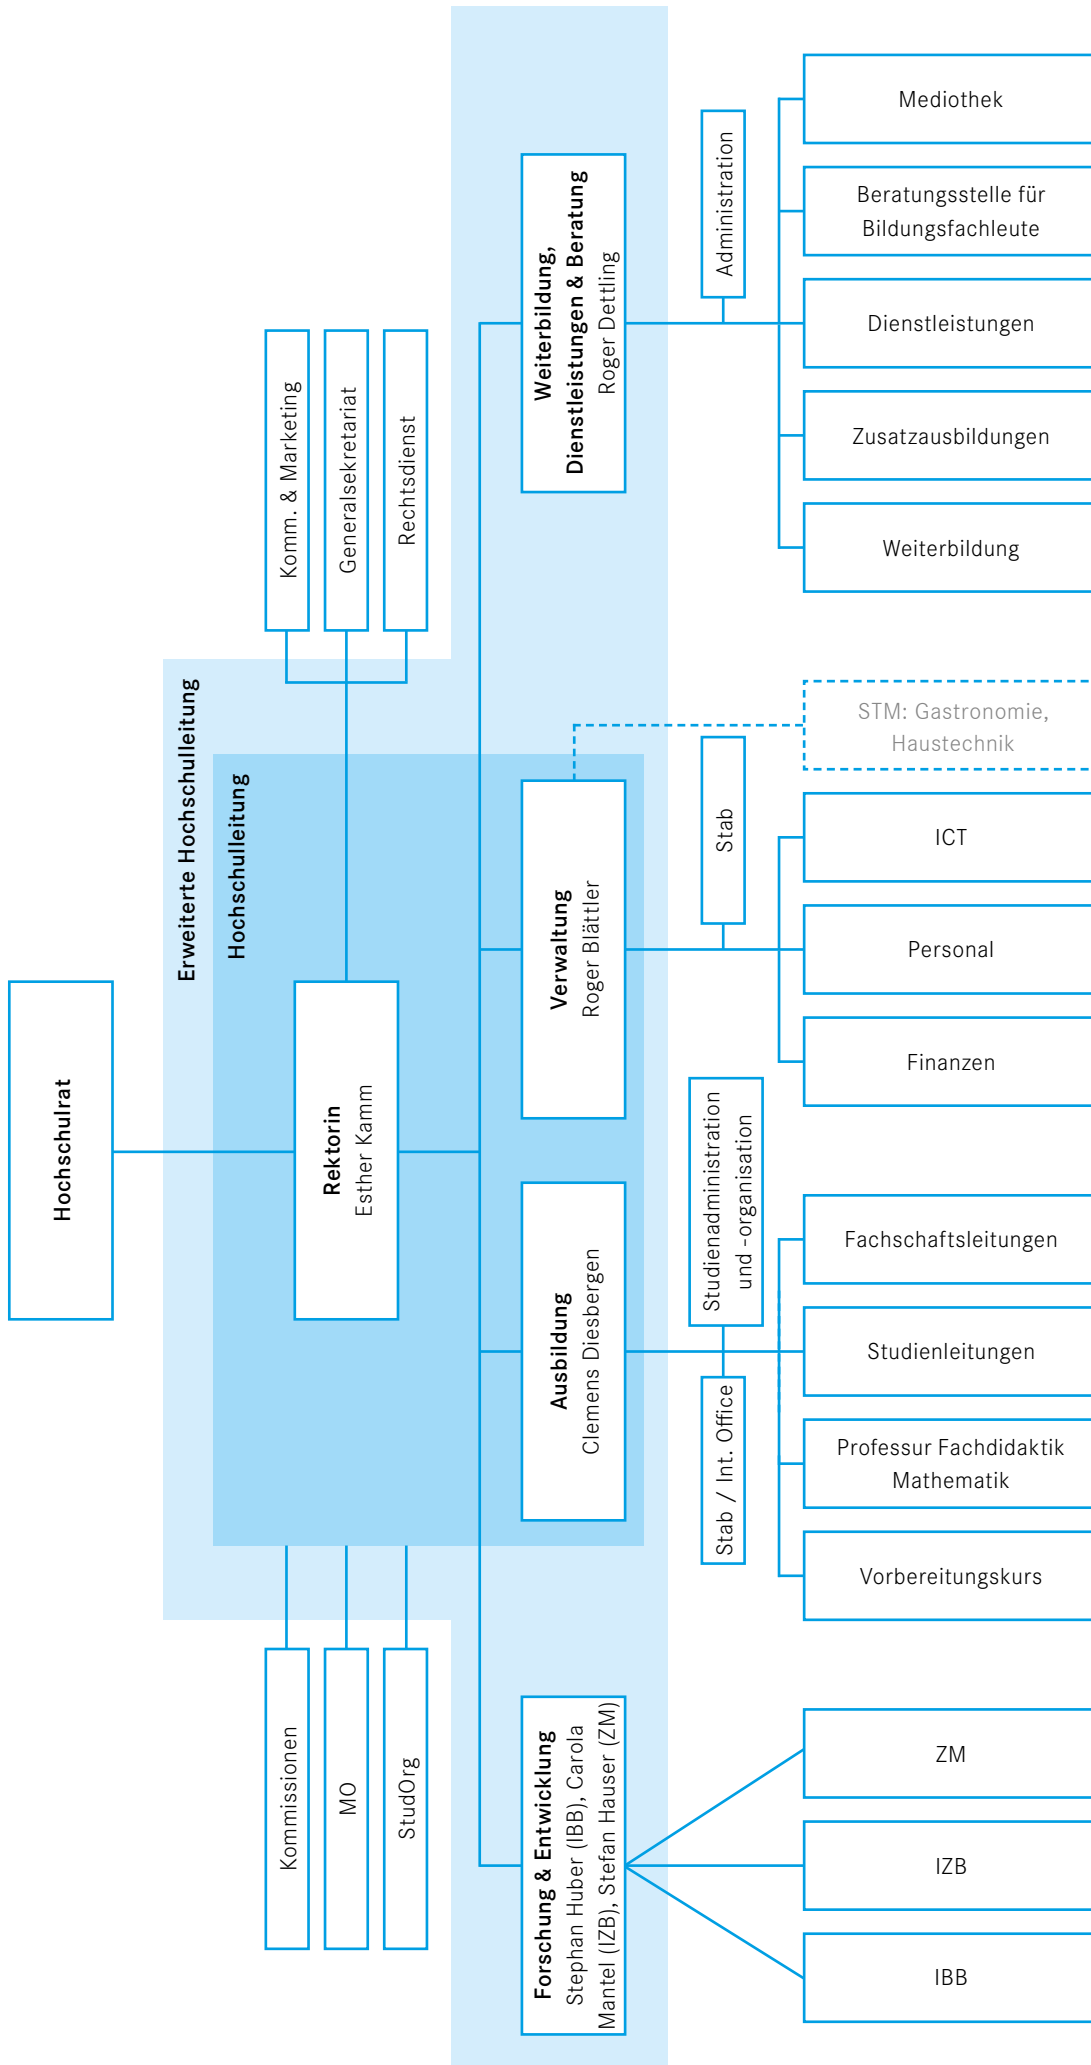 Hochschulrat
Erweiterte Hochschulleitung
Hochschulleitung
Rektorin
Esther Kamm
Kommissionen
MO
StudOrg
Komm. & Marketing
Generalsekretariat
Rechtsdienst
Forschung & Entwicklung
Stephan Huber (IBB), Carola
Mantel (IZB), Stefan Hauser (ZM)
Ausbildung
Clemens Diesbergen
Verwaltung
Roger Blättler
Weiterbildung,
Dienstleistungen & Beratung
Roger Dettling
Stab / Int. Office
Studienadministration
und -organisation
Stab
Administration
IBB
IZB
ZM
Vorbereitungskurs
Professur Fachdidaktik
Mathematik
Studienleitungen
Fachschaftsleitungen
Finanzen
Personal
ICT
STM: Gastronomie,
Haustechnik
Weiterbildung
Zusatzausbildungen
Dienstleistungen
Beratungsstelle für
Bildungsfachleute
Mediothek